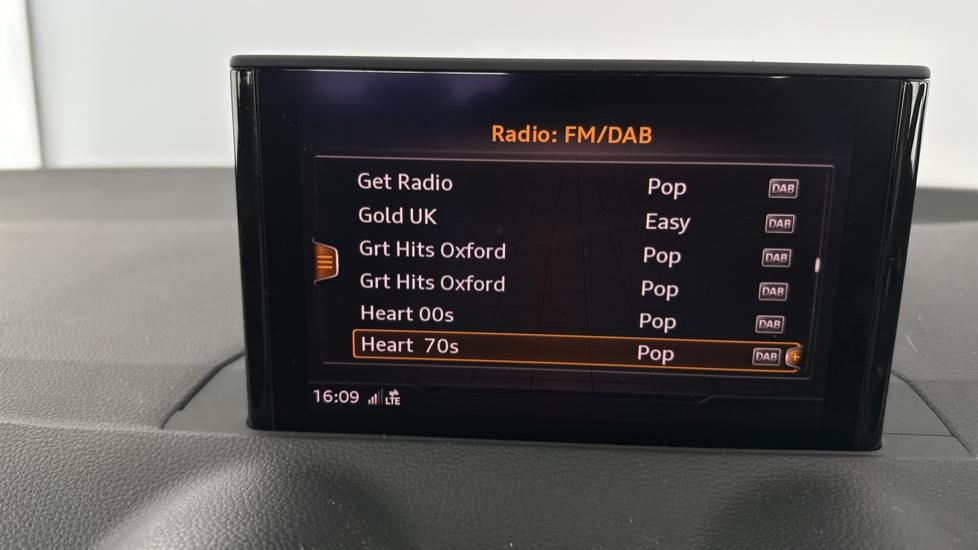 Radio: FM/DAB
Get Radio Pop DAB
Gold UK Easy DAB
Grt Hits Oxford Pop DAB
Grt Hits Oxford Pop DAB
Heart 00s Pop DAB
Heart 70s Pop DAB +
16:09 LTE